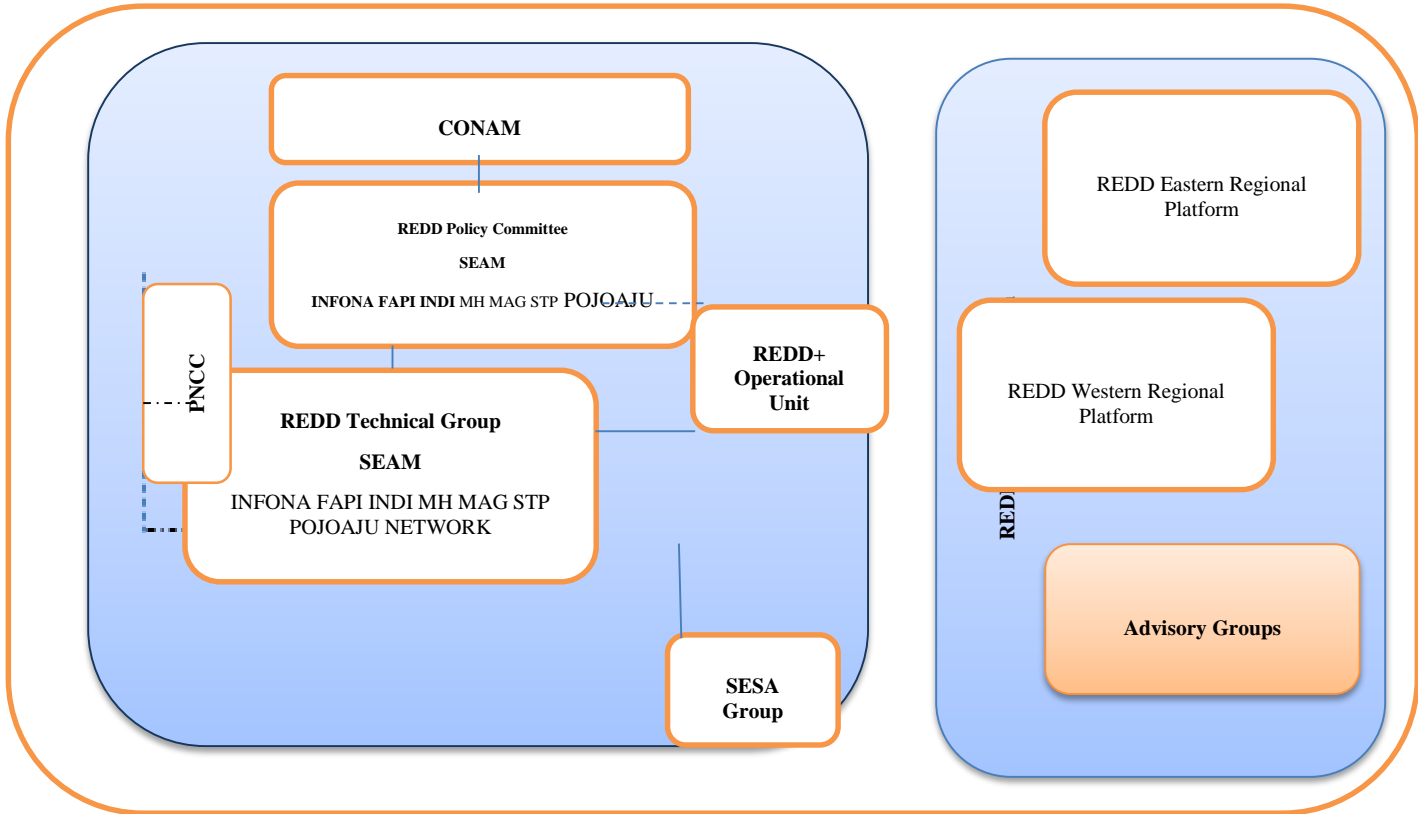 CONAM
REDD Policy Committee
SEAM
INFONA FAPI INDI MH MAG STP POJOAJU
PNCC
REDD+
Operational
Unit
REDD Technical Group
SEAM
INFONA FAPI INDI MH MAG STP
POJOAJU NETWORK
SESA
Group
REDD Eastern Regional
Platform
REDD Western Regional
Platform
Advisory Groups